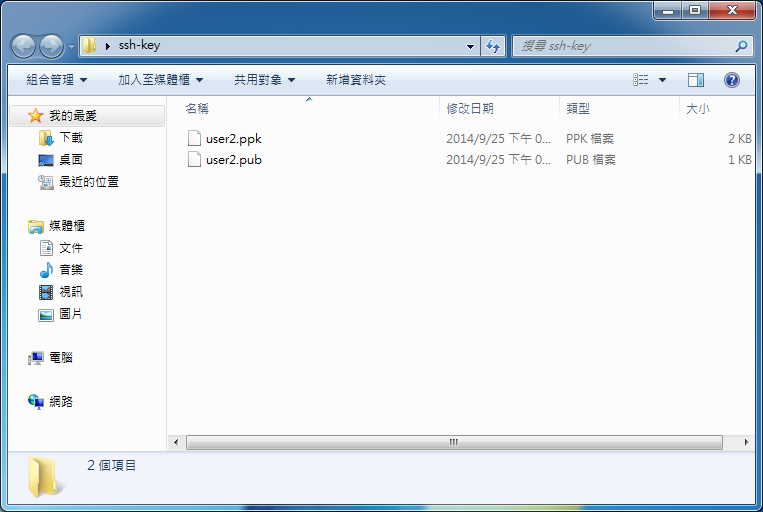 ssh-key
搜尋 ssh-key
組合管理 加入至媒體櫃 共用對象 新增資料夾
名稱 修改日期 類型 大小
我的最愛
下載
桌面
最近的位置
媒體櫃
文件
音樂
視訊
圖片
電腦
網路
user2.ppk 2014/9/25 下午 0... PPK 檔案 2 KB
user2.pub 2014/9/25 下午 0... PUB 檔案 1 KB
2 個項目